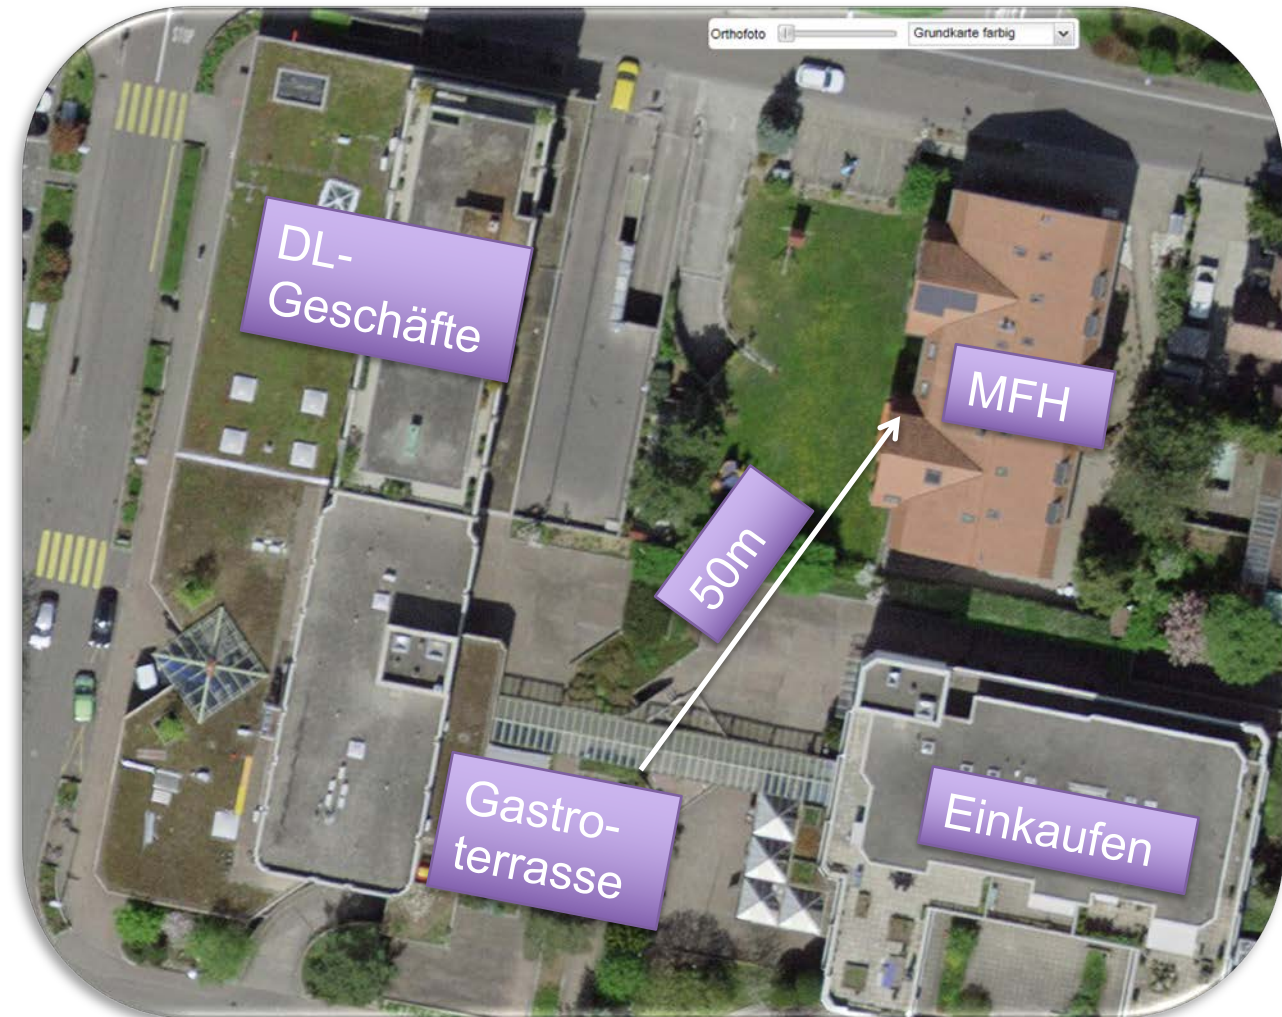 STOP
Orthofoto
Grundkarte farbig
DL-
Geschäfte
MFH
50m
Gastro-
terrasse
Einkaufen